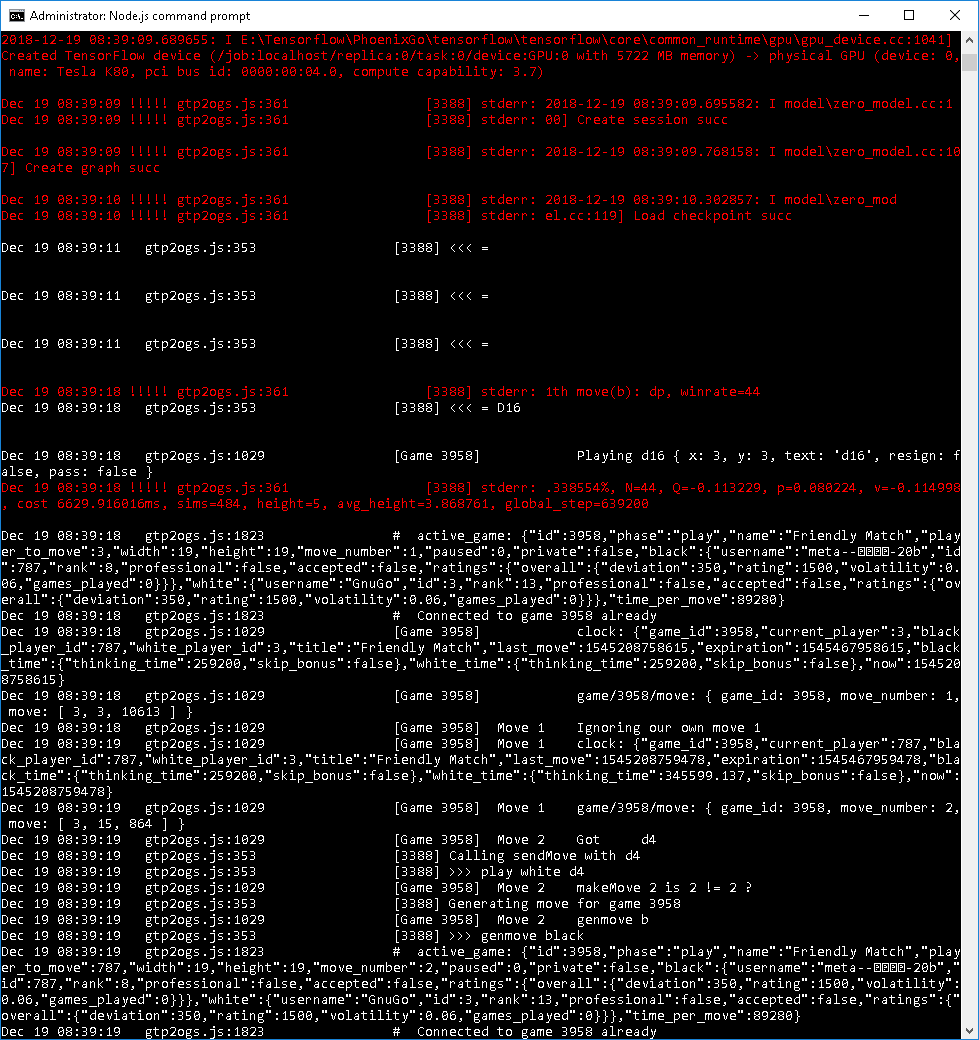 Administrator: Node.js command prompt
2018-12-19 08:39:09.689655: I E:\Tensorflow\PhoenixGo\tensorflow\tensorflow\core\common_runtime\gpu\gpu_device.cc:1041]
Created TensorFlow device (/job:localhost/replica:0/task:0/device:GPU:0 with 5722 MB memory) -> physical GPU (device: 0,
name: Tesla K80, pci bus id: 0000:00:04.0, compute capability: 3.7)
Dec 19 08:39:09 !!!!! gtp2ogs.js:361 [3388] stderr: 2018-12-19 08:39:09.695582: I model\zero_model.cc:1
Dec 19 08:39:09 !!!!! gtp2ogs.js:361 [3388] stderr: 00] Create session succ
Dec 19 08:39:09 !!!!! gtp2ogs.js:361 [3388] stderr: 2018-12-19 08:39:09.768158: I model\zero_model.cc:10
7] Create graph succ
Dec 19 08:39:10 !!!!! gtp2ogs.js:361 [3388] stderr: 2018-12-19 08:39:10.302857: I model\zero_mod
Dec 19 08:39:10 !!!!! gtp2ogs.js:361 [3388] stderr: el.cc:119] Load checkpoint succ
Dec 19 08:39:11 gtp2ogs.js:353 [3388] <<< =
Dec 19 08:39:11 gtp2ogs.js:353 [3388] <<< =
Dec 19 08:39:11 gtp2ogs.js:353 [3388] <<< =
Dec 19 08:39:18 !!!!! gtp2ogs.js:361 [3388] stderr: 1th move(b): dp, winrate=44
Dec 19 08:39:18 gtp2ogs.js:353 [3388] <<< = D16
Dec 19 08:39:18 gtp2ogs.js:1029 [Game 3958] Playing d16 { x: 3, y: 3, text: 'd16', resign: f
alse, pass: false }
Dec 19 08:39:18 !!!!! gtp2ogs.js:361 [3388] stderr: .338554%, N=44, Q=-0.113229, p=0.080224, v=-0.114998
, cost 6629.916016ms, sims=484, height=5, avg_height=3.868761, global_step=639200
Dec 19 08:39:18 gtp2ogs.js:1823 # active_game: {"id":3958,"phase":"play","name":"Friendly Match","play
er_to_move":3,"width":19,"height":19,"move_number":1,"paused":0,"private":false,"black":{"username":"meta--����-20b","id
":787,"rank":8,"professional":false,"accepted":false,"ratings":{"overall":{"deviation":350,"rating":1500,"volatility":0.
06,"games_played":0}}},"white":{"username":"GnuGo","id":3,"rank":13,"professional":false,"accepted":false,"ratings":{"ov
erall":{"deviation":350,"rating":1500,"volatility":0.06,"games_played":0}}},"time_per_move":89280}
Dec 19 08:39:18 gtp2ogs.js:1823 # Connected to game 3958 already
Dec 19 08:39:18 gtp2ogs.js:1029 [Game 3958] clock: {"game_id":3958,"current_player":3,"black
_player_id":787,"white_player_id":3,"title":"Friendly Match","last_move":1545208758615,"expiration":1545467958615,"black
_time":{"thinking_time":259200,"skip_bonus":false},"white_time":{"thinking_time":259200,"skip_bonus":false},"now":154520
8758615}
Dec 19 08:39:18 gtp2ogs.js:1029 [Game 3958] game/3958/move: { game_id: 3958, move_number: 1,
move: [ 3, 3, 10613 ] }
Dec 19 08:39:18 gtp2ogs.js:1029 [Game 3958] Move 1 Ignoring our own move 1
Dec 19 08:39:19 gtp2ogs.js:1029 [Game 3958] Move 1 clock: {"game_id":3958,"current_player":787,"bla
ck_player_id":787,"white_player_id":3,"title":"Friendly Match","last_move":1545208759478,"expiration":1545467959478,"bla
ck_time":{"thinking_time":259200,"skip_bonus":false},"white_time":{"thinking_time":345599.137,"skip_bonus":false},"now":
1545208759478}
Dec 19 08:39:19 gtp2ogs.js:1029 [Game 3958] Move 1 game/3958/move: { game_id: 3958, move_number: 2,
move: [ 3, 15, 864 ] }
Dec 19 08:39:19 gtp2ogs.js:1029 [Game 3958] Move 2 Got d4
Dec 19 08:39:19 gtp2ogs.js:353 [3388] Calling sendMove with d4
Dec 19 08:39:19 gtp2ogs.js:353 [3388] >>> play white d4
Dec 19 08:39:19 gtp2ogs.js:1029 [Game 3958] Move 2 makeMove 2 is 2 != 2 ?
Dec 19 08:39:19 gtp2ogs.js:353 [3388] Generating move for game 3958
Dec 19 08:39:19 gtp2ogs.js:1029 [Game 3958] Move 2 genmove b
Dec 19 08:39:19 gtp2ogs.js:353 [3388] >>> genmove black
Dec 19 08:39:19 gtp2ogs.js:1823 # active_game: {"id":3958,"phase":"play","name":"Friendly Match","play
er_to_move":787,"width":19,"height":19,"move_number":2,"paused":0,"private":false,"black":{"username":"meta--����-20b","
id":787,"rank":8,"professional":false,"accepted":false,"ratings":{"overall":{"deviation":350,"rating":1500,"volatility":
0.06,"games_played":0}}},"white":{"username":"GnuGo","id":3,"rank":13,"professional":false,"accepted":false,"ratings":{"
overall":{"deviation":350,"rating":1500,"volatility":0.06,"games_played":0}}},"time_per_move":89280}
Dec 19 08:39:19 gtp2ogs.js:1823 # Connected to game 3958 already